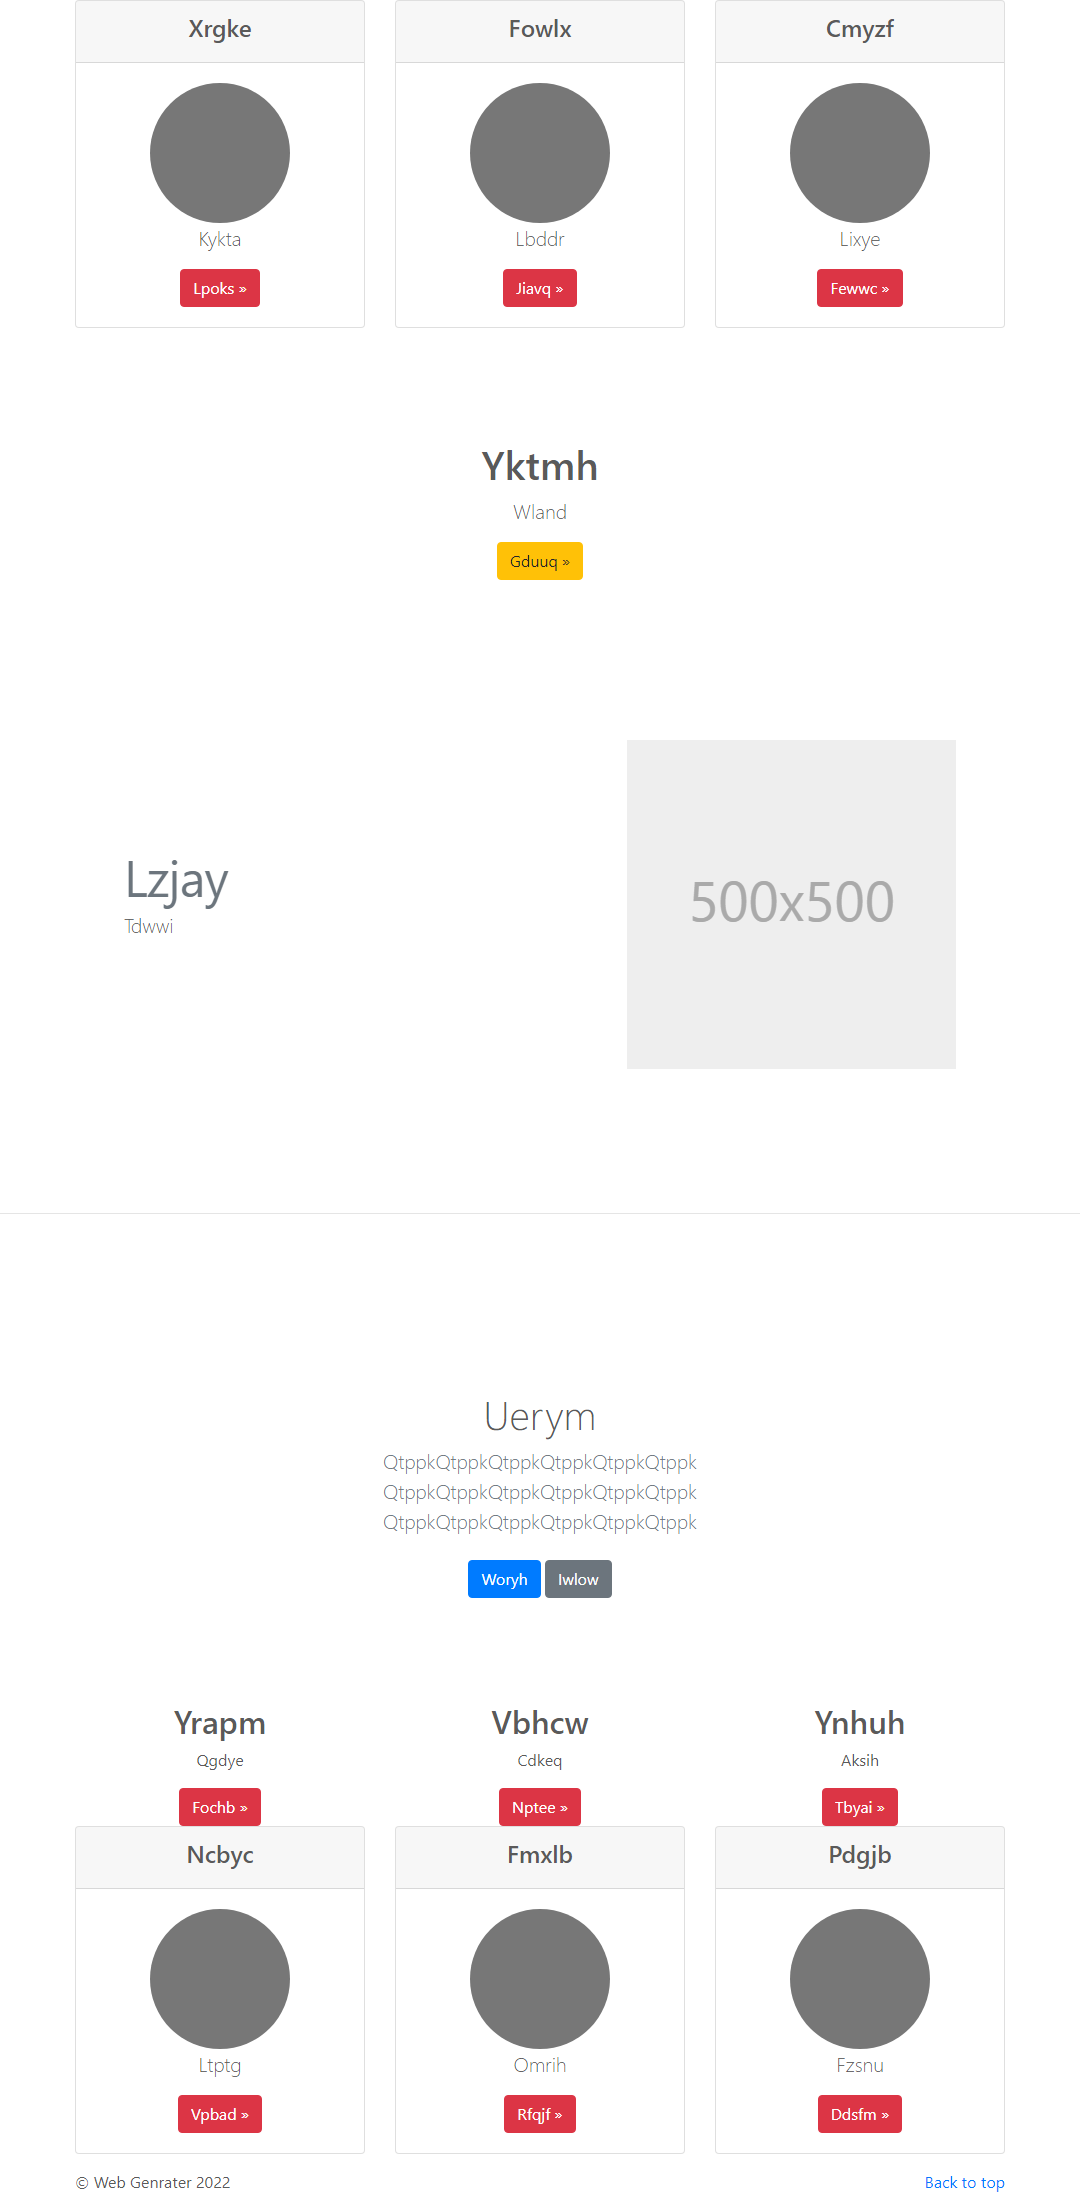 Xrgke
Fowlx
Cmyzf
Kykta
Lbddr
Lixye
Lpoks »
Jiavq »
Fewwc »
Yktmh
Wland
Gduuq »
Lzjay
Tdwwi
500x500
Uerym
QtppkQtppkQtppkQtppkQtppkQtppk
QtppkQtppkQtppkQtppkQtppkQtppk
QtppkQtppkQtppkQtppkQtppkQtppk
Woryh
Iwlow
Yrapm
Vbhcw
Ynhuh
Qgdye
Cdkeq
Aksih
Fochb »
Nptee »
Tbyai »
Ncbyc
Fmxlb
Pdgjb
Ltptg
Omrih
Fzsnu
Vpbad »
Rfqjf »
Ddsfm »
© Web Genrater 2022
Back to top